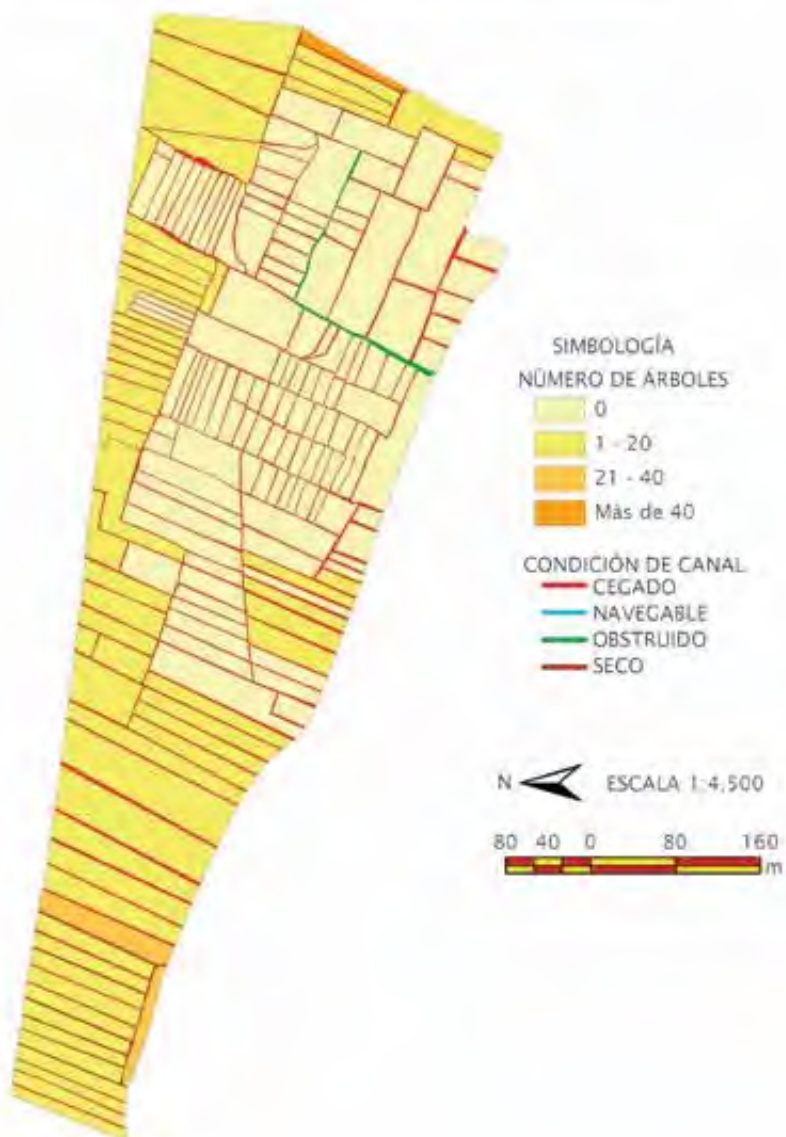 SIMBOLOGÍA
NÚMERO DE ÁRBOLES
0
1 - 20
21 - 40
Más de 40
CONDICIÓN DE CANAL
CEGADO
NAVEGABLE
OBSTRUIDO
SECO
N ESCALA 1:4,500
80 40 0 80 160
m